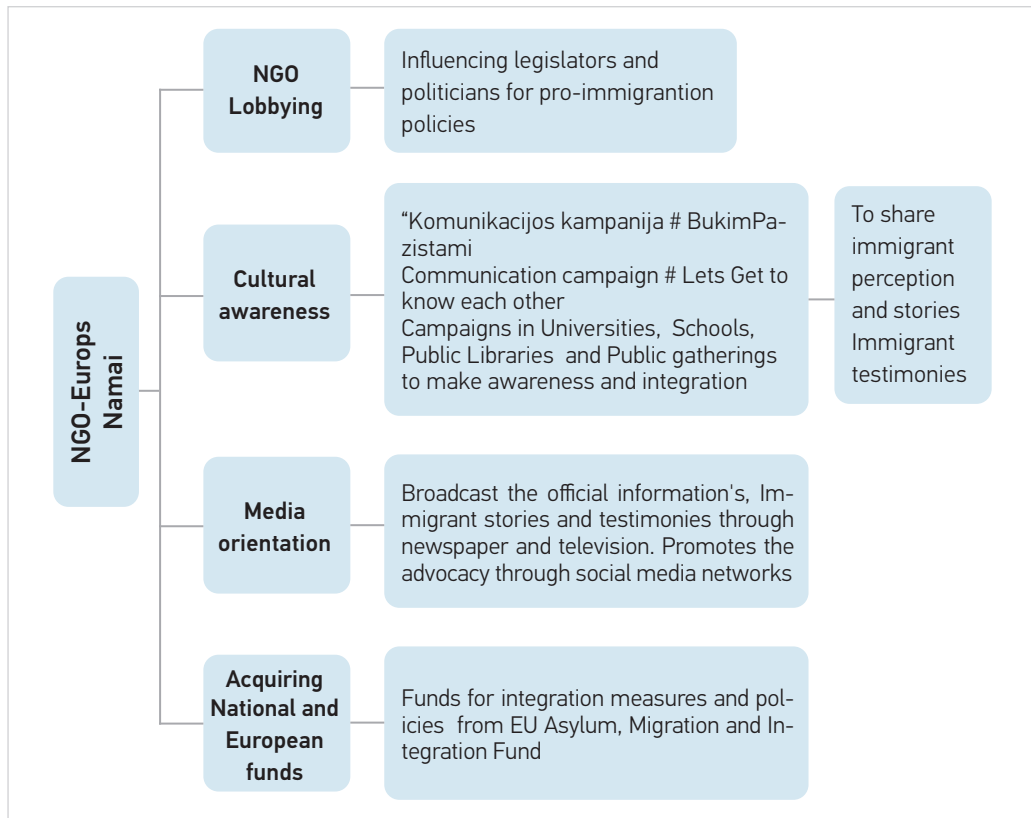 NGO-Europs
Namai
NGO
Lobbying
Influencing legislators and
politicians for pro-immigrantion
policies
Cultural
awareness
“Komunikacijos kampanija # BukimPa-
zistami
Communication campaign # Lets Get to
know each other
Campaigns in Universities, Schools,
Public Libraries and Public gatherings
to make awareness and integration
To share
immigrant
perception
and stories
Immigrant
testimonies
Media
orientation
Broadcast the official information's, Im-
migrant stories and testimonies through
newspaper and television. Promotes the
advocacy through social media networks
Acquiring
National and
European
funds
Funds for integration measures and pol-
icies from EU Asylum, Migration and In-
tegration Fund